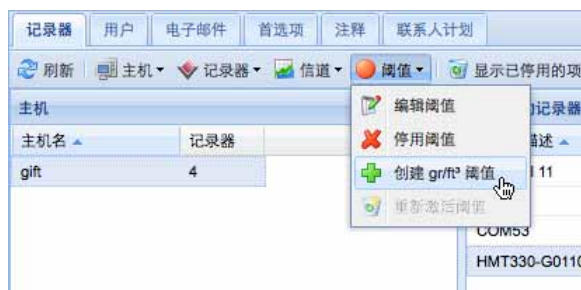 记录器 用户 电子邮件 首选项 注释 联系人计划
刷新 主机 记录器 信道 阈值 显示已停用的项
主机 的记录器
主机名 记录器 描述
gift 4 11
编辑阈值
停用阈值
创建 gr/ft³ 阈值
重新激活阈值
COM53
HMT330-G0110